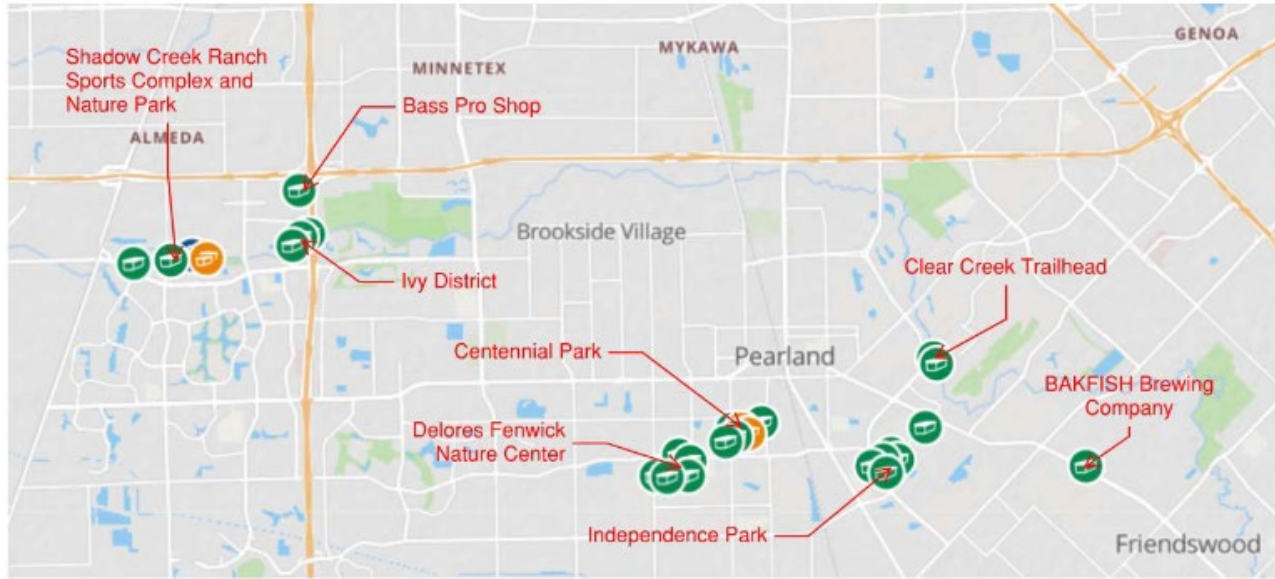 GENOA
MYKAWA
Shadow Creek Ranch
Sports Complex and
Nature Park
MINNETEX
Bass Pro Shop
ALMEDA
Brookside Village
Clear Creek Trailhead
Ivy District
Centennial Park
Pearland
BAKFISH Brewing
Company
Delores Fenwick
Nature Center
Independence Park
Friendswood